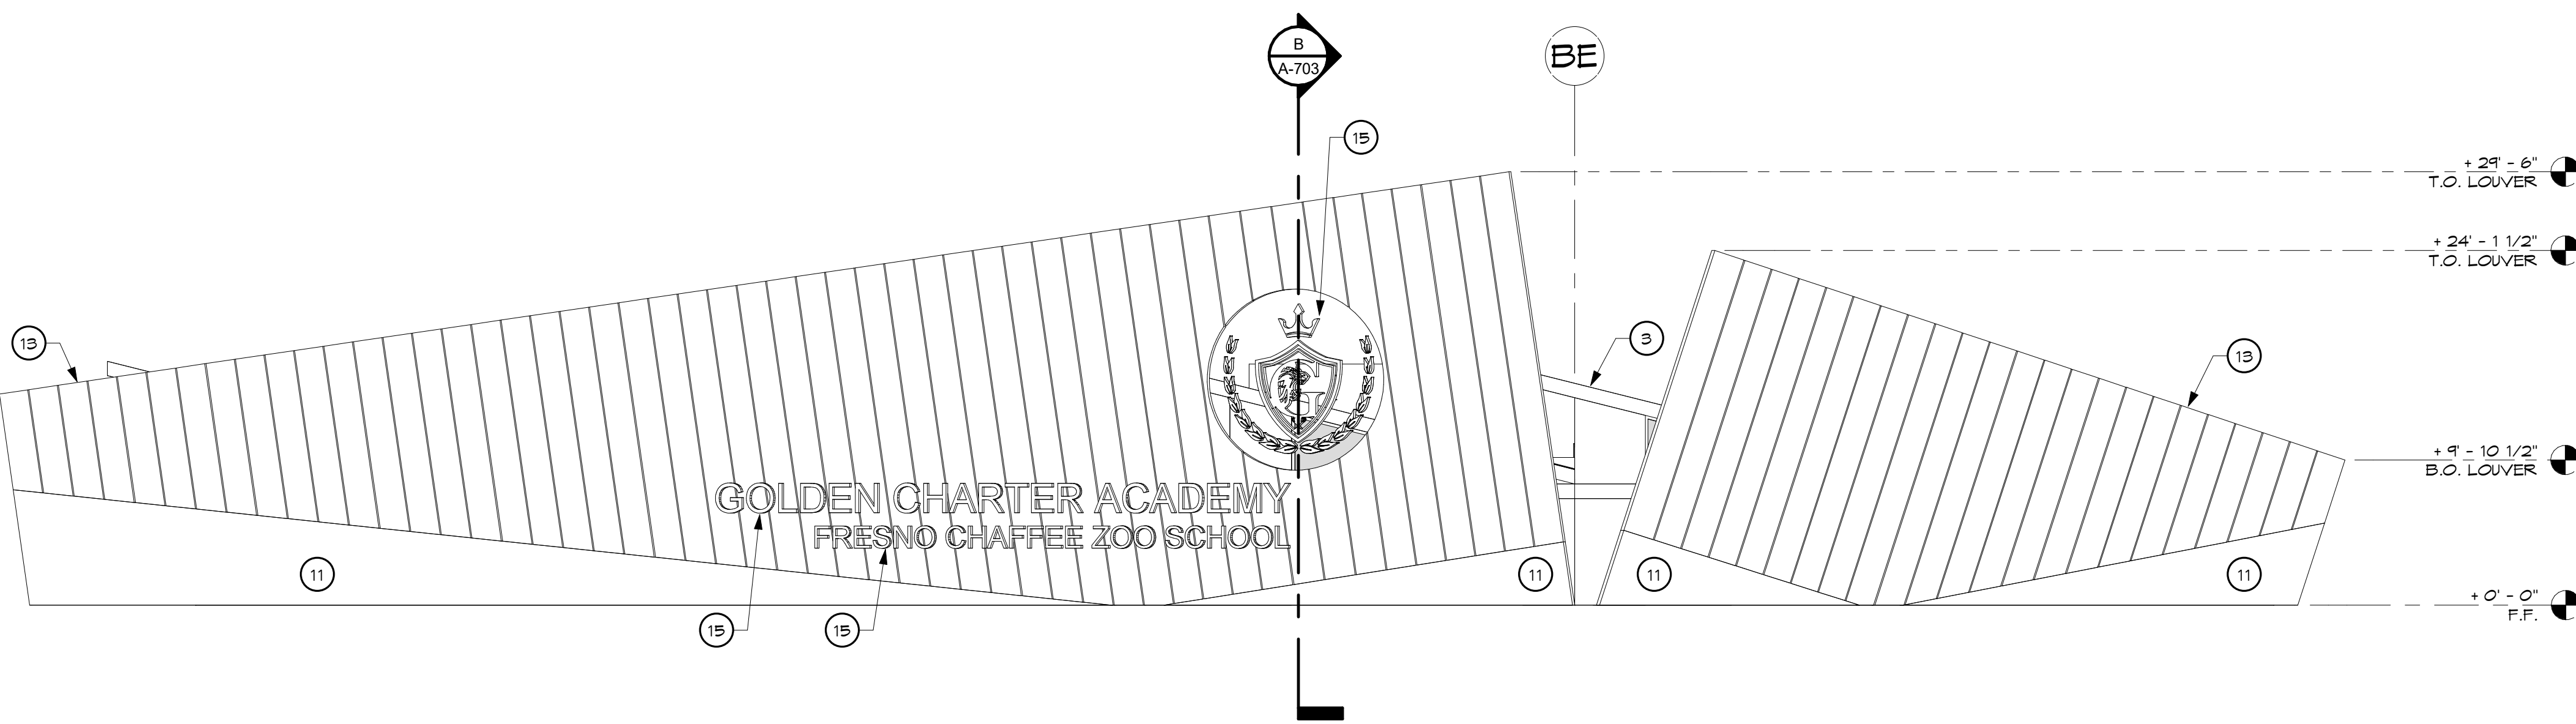 B
A-703
BE
15
+ 29' - 6"
T.O. LOUVER
+ 24' - 1 1/2"
T.O. LOUVER
13
3
13
G
+ 9' - 10 1/2"
B.O. LOUVER
GOLDEN CHARTER ACADEMY
FRESNO CHAFFEE ZOO SCHOOL
11
11
11
11
+ 0' - 0"
F.F.
15
15